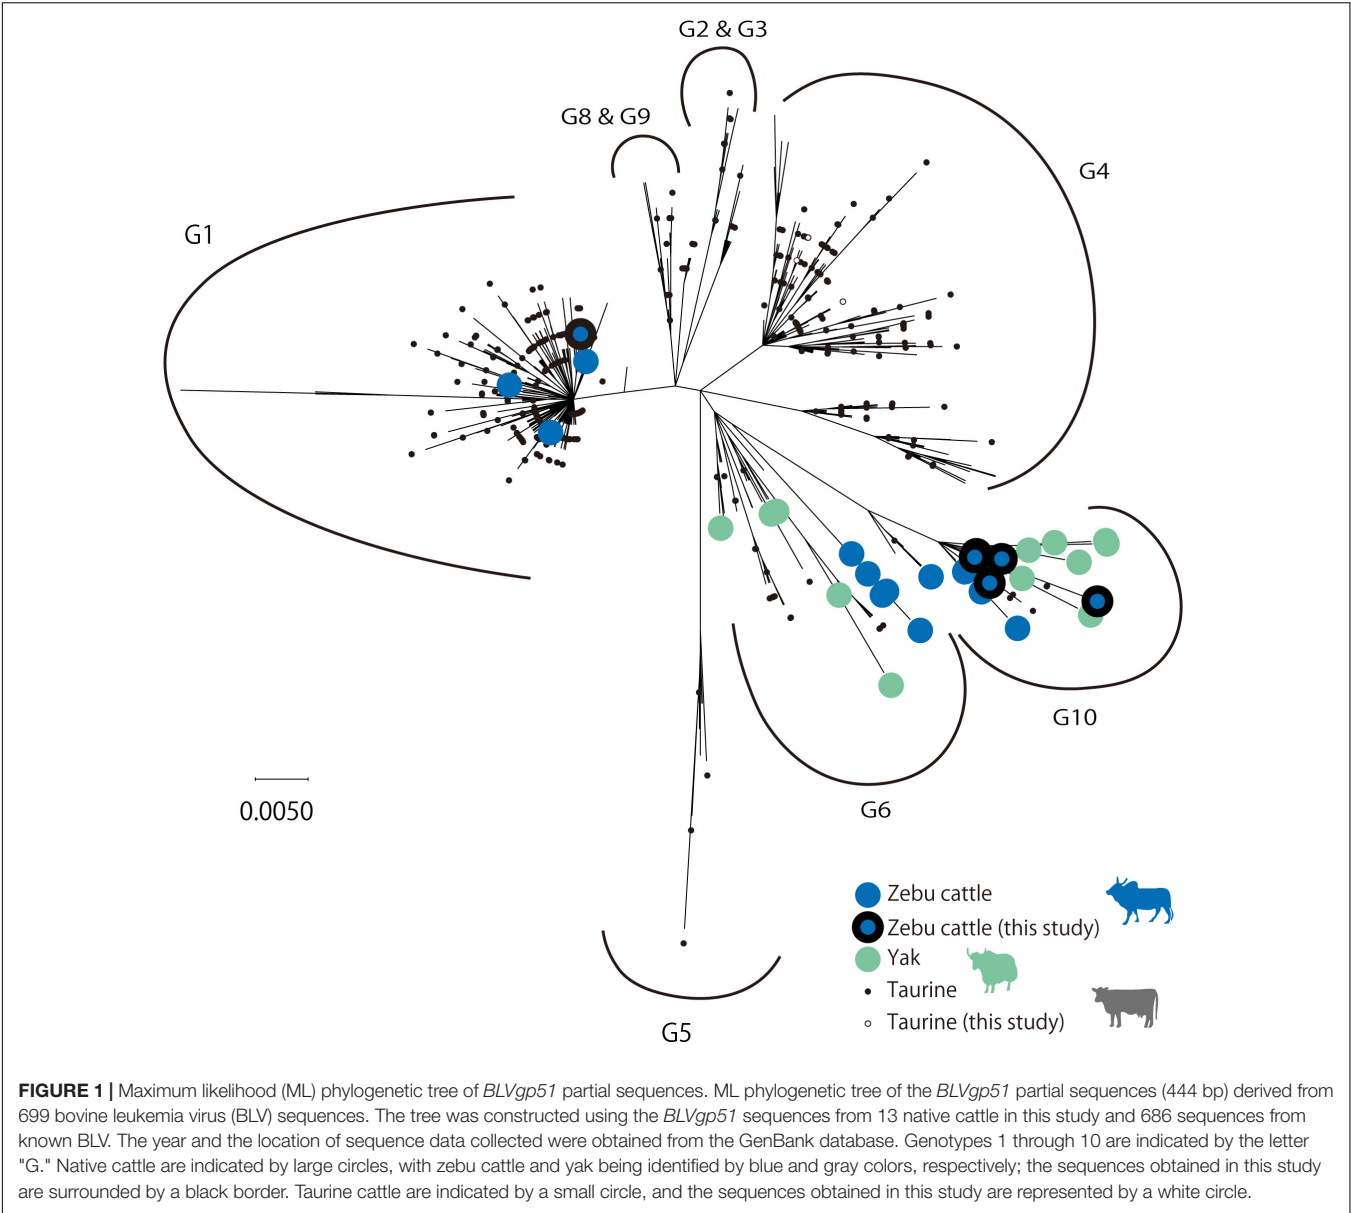 G2 & G3
G8 & G9
G4
G1
G10
G6
G5
0.0050
Zebu cattle
Zebu cattle (this study)
Yak
Taurine
Taurine (this study)
FIGURE 1 | Maximum likelihood (ML) phylogenetic tree of BLVgp51 partial sequences. ML phylogenetic tree of the BLVgp51 partial sequences (444 bp) derived from
699 bovine leukemia virus (BLV) sequences. The tree was constructed using the BLVgp51 sequences from 13 native cattle in this study and 686 sequences from
known BLV. The year and the location of sequence data collected were obtained from the GenBank database. Genotypes 1 through 10 are indicated by the letter
"G." Native cattle are indicated by large circles, with zebu cattle and yak being identified by blue and gray colors, respectively; the sequences obtained in this study
are surrounded by a black border. Taurine cattle are indicated by a small circle, and the sequences obtained in this study are represented by a white circle.